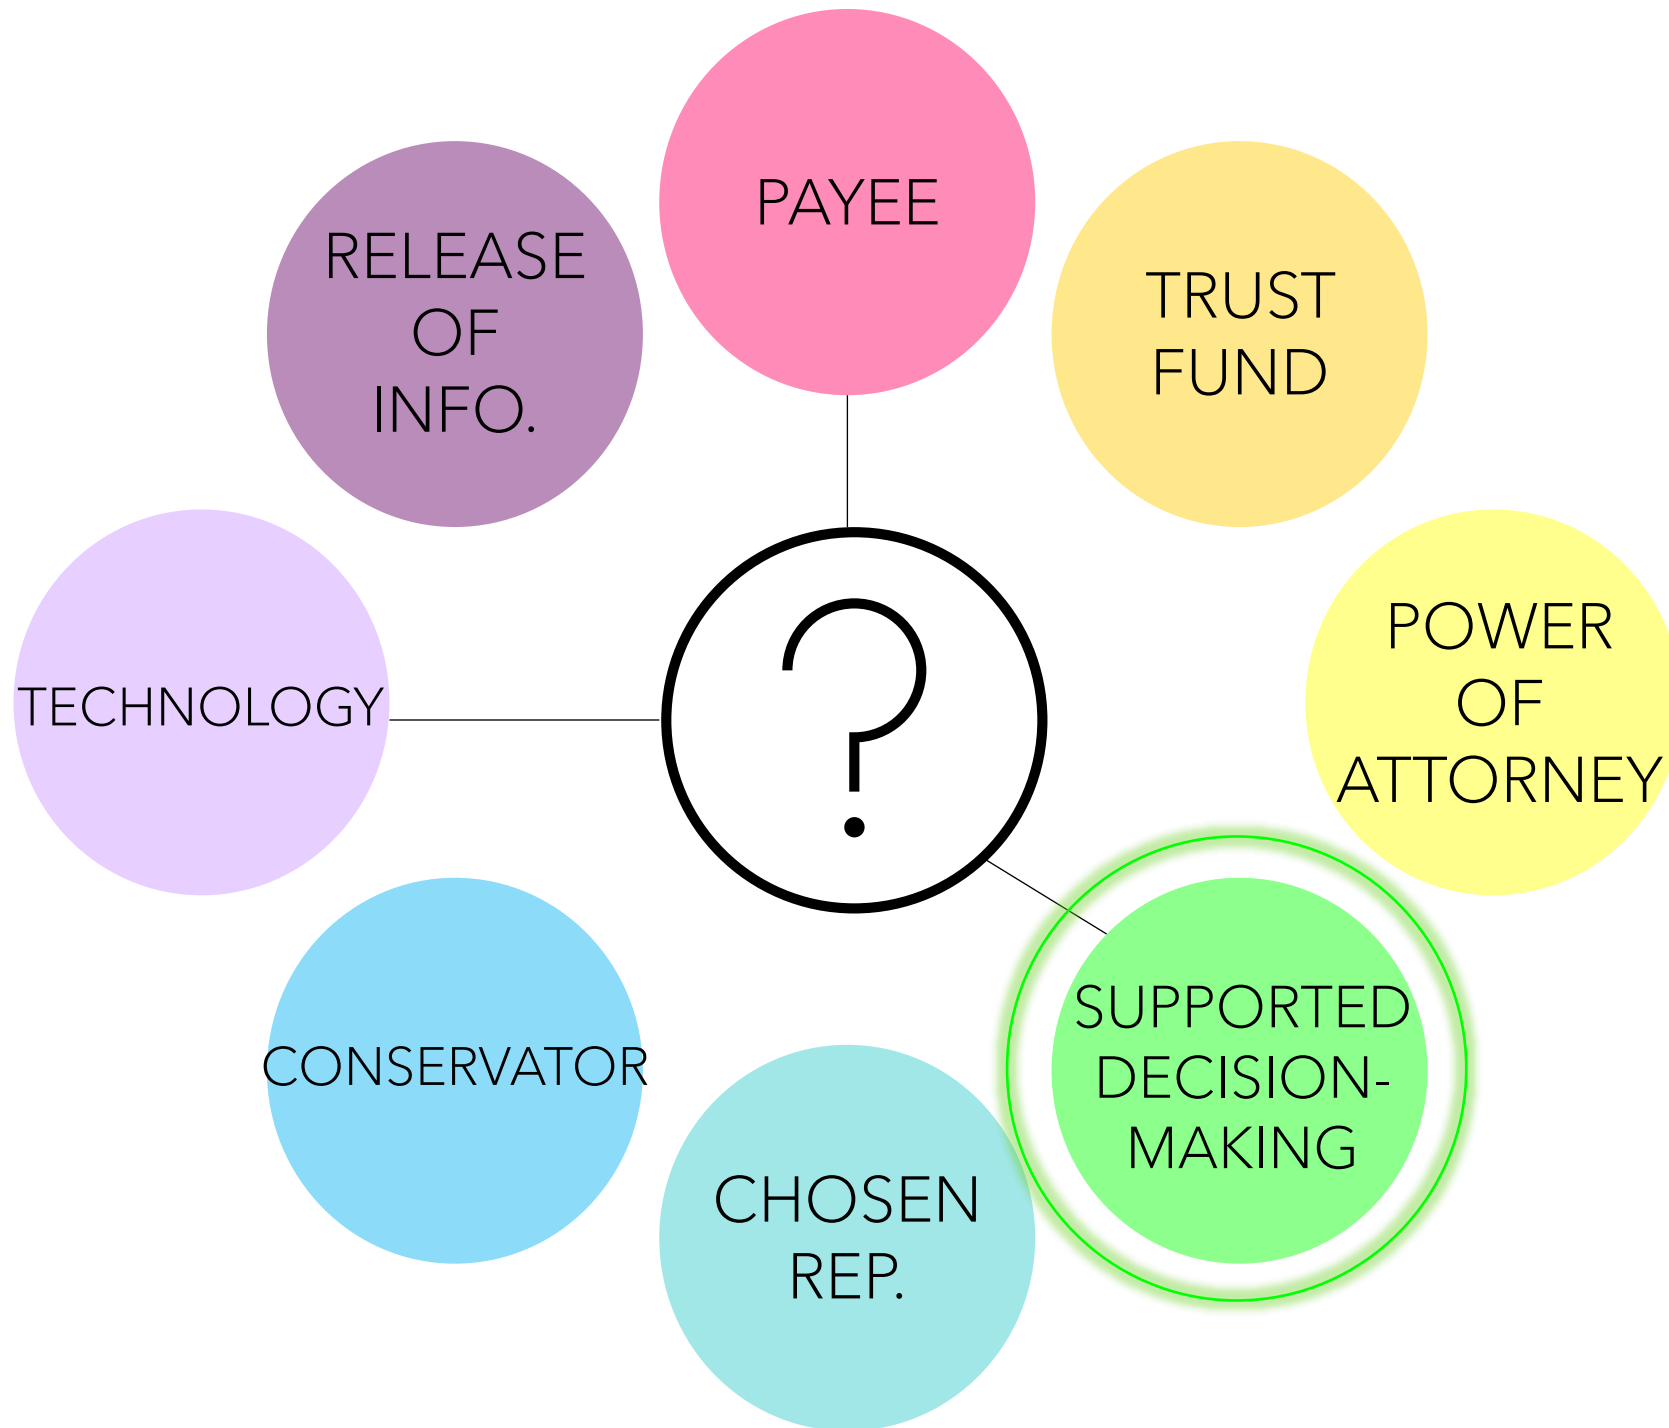 PAYEE
RELEASE
OF
INFO.
TRUST
FUND
TECHNOLOGY
?
POWER
OF
ATTORNEY
CONSERVATOR
SUPPORTED
DECISION-
MAKING
CHOSEN
REP.